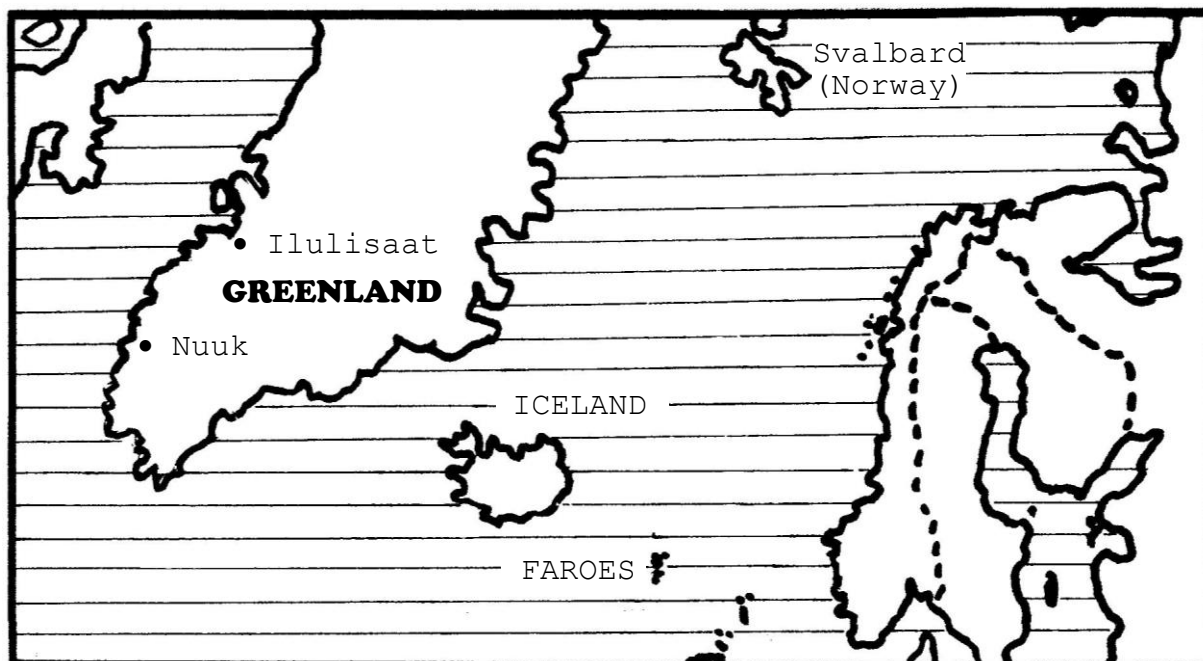 Svalbard
(Norway)
Ilulisaat
GREENLAND
Nuuk
ICELAND
FAROES